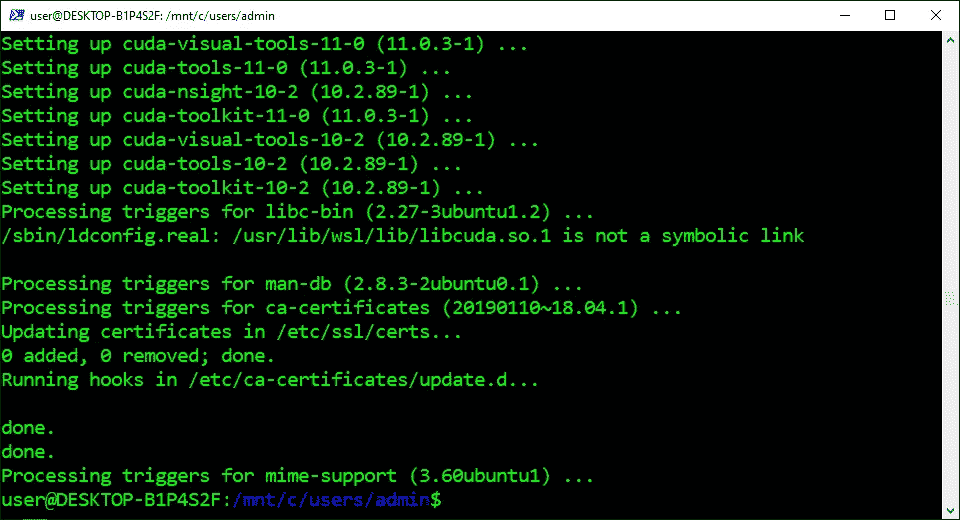 user@DESKTOP-B1P4S2F: /mnt/c/users/admin
Setting up cuda-visual-tools-11-0 (11.0.3-1) ...
Setting up cuda-tools-11-0 (11.0.3-1) ...
Setting up cuda-nsight-10-2 (10.2.89-1) ...
Setting up cuda-toolkit-11-0 (11.0.3-1) ...
Setting up cuda-visual-tools-10-2 (10.2.89-1) ...
Setting up cuda-tools-10-2 (10.2.89-1) ...
Setting up cuda-toolkit-10-2 (10.2.89-1) ...
Processing triggers for libc-bin (2.27-3ubuntu1.2) ...
/sbin/ldconfig.real: /usr/lib/wsl/lib/libcuda.so.1 is not a symbolic link
Processing triggers for man-db (2.8.3-2ubuntu0.1) ...
Processing triggers for ca-certificates (20190110~18.04.1) ...
Updating certificates in /etc/ssl/certs...
0 added, 0 removed; done.
Running hooks in /etc/ca-certificates/update.d...
done.
done.
Processing triggers for mime-support (3.60ubuntu1) ...
user@DESKTOP-B1P4S2F:/mnt/c/users/admin$